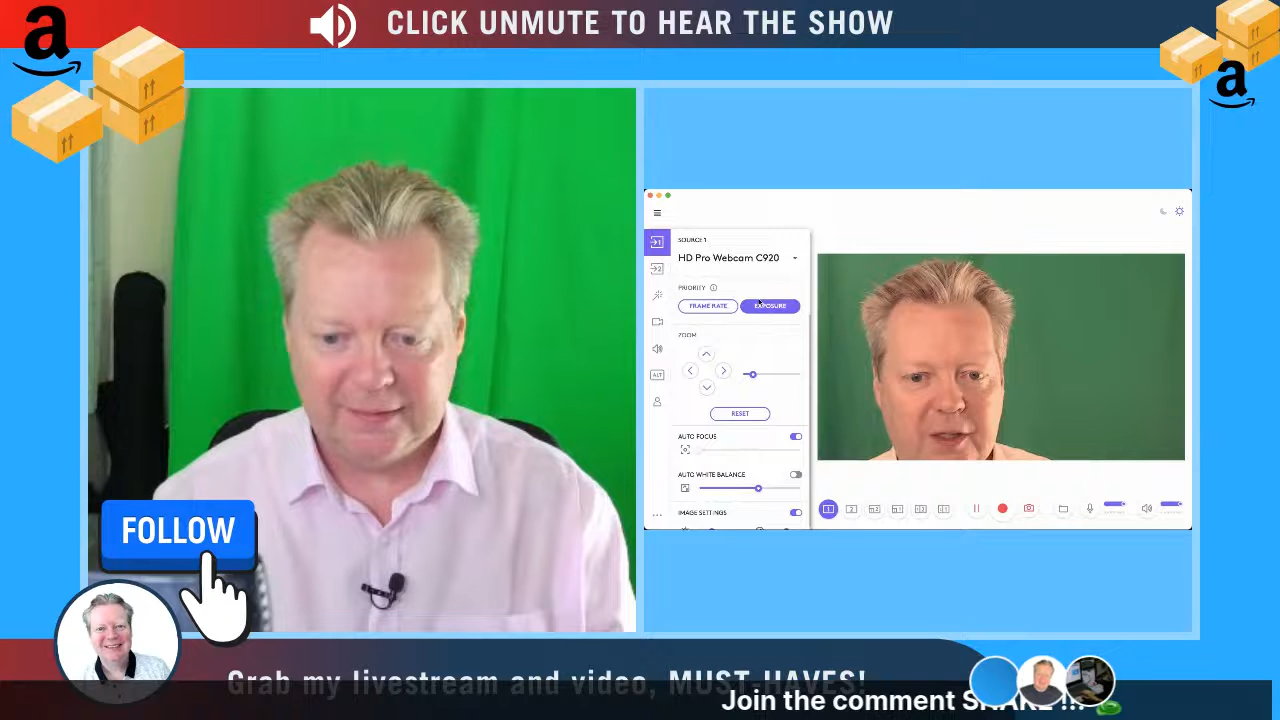 CLICK UNMUTE TO HEAR THE SHOW
a
a
SOURCE 1
HD Pro Webcam C920
PRIORITY
FRAME RATE
EXPOSURE
ZOOM
RESET
AUTO FOCUS
AUTO WHITE BALANCE
IMAGE SETTINGS
ALT
FOLLOW
Grab my livestream and video, MUST-HAVES!
Join the comment